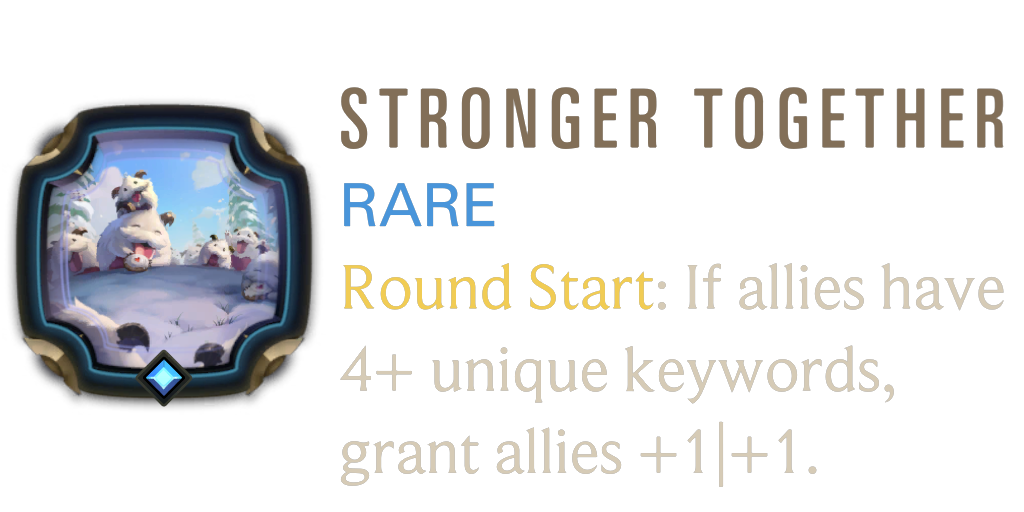 STRONGER TOGETHER
RARE
Round Start: If allies have
4+ unique keywords,
grant allies +1|+1.